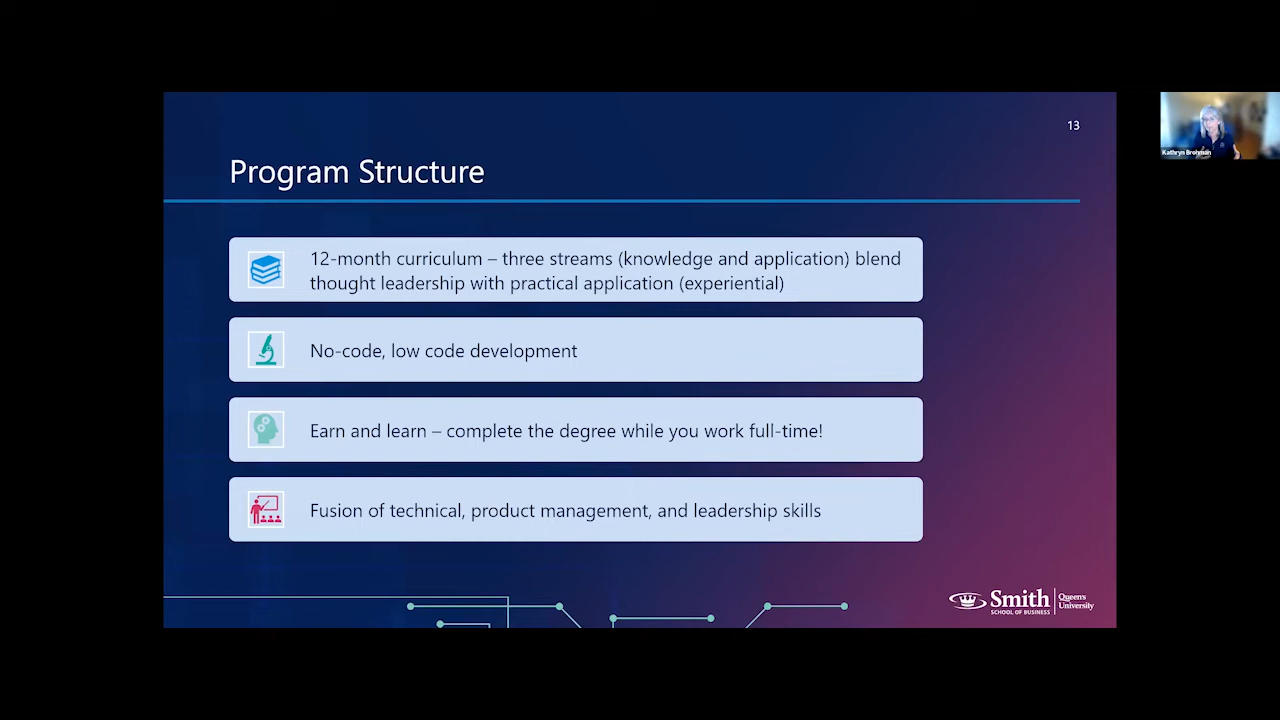 13
Kathryn Brohman
Program Structure
12-month curriculum – three streams (knowledge and application) blend
thought leadership with practical application (experiential)
No-code, low code development
Earn and learn – complete the degree while you work full-time!
Fusion of technical, product management, and leadership skills
Smith
SCHOOL OF BUSINESS
Queen's
University